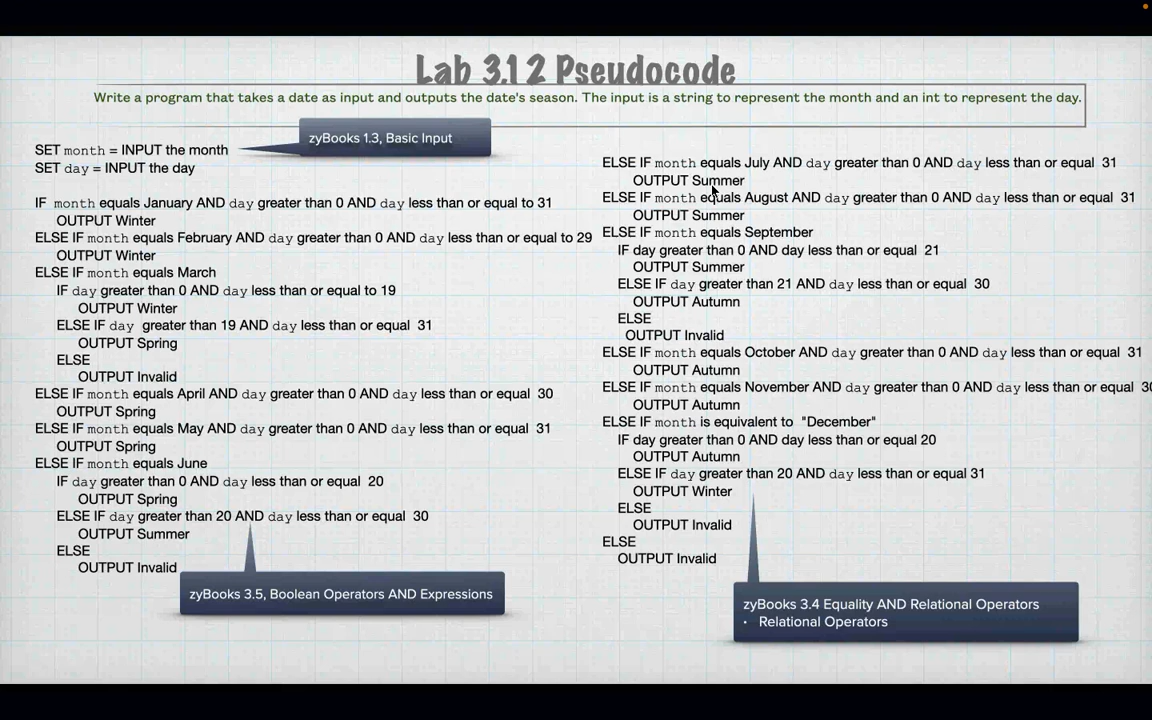 Lab 3.12 Pseudocode
Write a program that takes a date as input and outputs the date's season. The input is a string to represent the month and an int to represent the day.
zyBooks 1.3, Basic Input
SET month = INPUT the month
SET day = INPUT the day
IF month equals January AND day greater than 0 AND day less than or equal to 31
OUTPUT Winter
ELSE IF month equals February AND day greater than 0 AND day less than or equal to 29
OUTPUT Winter
ELSE IF month equals March
IF day greater than 0 AND day less than or equal to 19
OUTPUT Winter
ELSE IF day greater than 19 AND day less than or equal 31
OUTPUT Spring
ELSE
OUTPUT Invalid
ELSE IF month equals April AND day greater than 0 AND day less than or equal 30
OUTPUT Spring
ELSE IF month equals May AND day greater than 0 AND day less than or equal 31
OUTPUT Spring
ELSE IF month equals June
IF day greater than 0 AND day less than or equal 20
OUTPUT Spring
ELSE IF day greater than 20 AND day less than or equal 30
OUTPUT Summer
ELSE
OUTPUT Invalid
zyBooks 3.5, Boolean Operators AND Expressions
ELSE IF month equals July AND day greater than 0 AND day less than or equal 31
OUTPUT Summer
ELSE IF month equals August AND day greater than 0 AND day less than or equal 31
OUTPUT Summer
ELSE IF month equals September
IF day greater than 0 AND day less than or equal 21
OUTPUT Summer
ELSE IF day greater than 21 AND day less than or equal 30
OUTPUT Autumn
ELSE
OUTPUT Invalid
ELSE IF month equals October AND day greater than 0 AND day less than or equal 31
OUTPUT Autumn
ELSE IF month equals November AND day greater than 0 AND day less than or equal 30
OUTPUT Autumn
ELSE IF month is equivalent to "December"
IF day greater than 0 AND day less than or equal 20
OUTPUT Autumn
ELSE IF day greater than 20 AND day less than or equal 31
OUTPUT Winter
ELSE
OUTPUT Invalid
ELSE
OUTPUT Invalid
zyBooks 3.4 Equality AND Relational Operators
• Relational Operators